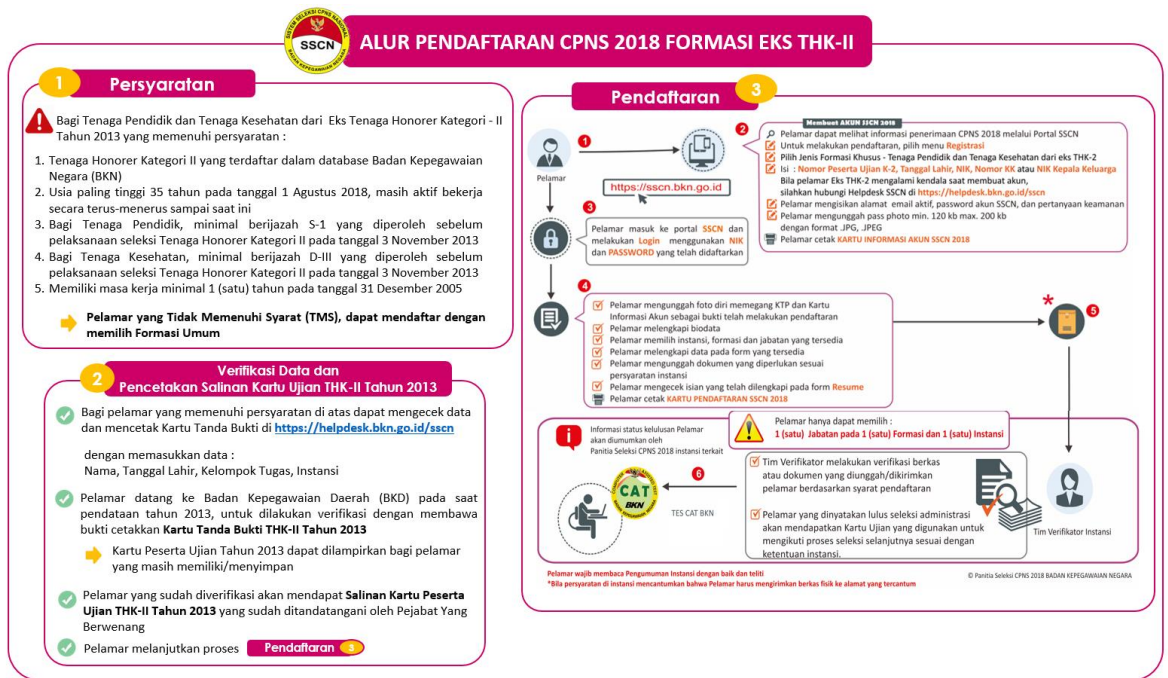 SISTEM SELEKSI CPNS NASIONAL
SSCN
BADAN KEPEGAWAIAN NEGARA
ALUR PENDAFTARAN CPNS 2018 FORMASI EKS THK-II
1
Persyaratan
Bagi Tenaga Pendidik dan Tenaga Kesehatan dari Eks Tenaga Honorer Kategori - II
Tahun 2013 yang memenuhi persyaratan :
1. Tenaga Honorer Kategori II yang terdaftar dalam database Badan Kepegawaian
Negara (BKN)
2. Usia paling tinggi 35 tahun pada tanggal 1 Agustus 2018, masih aktif bekerja
secara terus-menerus sampai saat ini
3. Bagi Tenaga Pendidik, minimal berijazah S-1 yang diperoleh sebelum
pelaksanaan seleksi Tenaga Honorer Kategori II pada tanggal 3 November 2013
4. Bagi Tenaga Kesehatan, minimal berijazah D-III yang diperoleh sebelum
pelaksanaan seleksi Tenaga Honorer Kategori II pada tanggal 3 November 2013
5. Memiliki masa kerja minimal 1 (satu) tahun pada tanggal 31 Desember 2005
Pelamar yang Tidak Memenuhi Syarat (TMS), dapat mendaftar dengan
memilih Formasi Umum
2
Verifikasi Data dan
Pencetakan Salinan Kartu Ujian THK-II Tahun 2013
Bagi pelamar yang memenuhi persyaratan di atas dapat mengecek data
dan mencetak Kartu Tanda Bukti di https://helpdesk.bkn.go.id/sscn
dengan memasukkan data :
Nama, Tanggal Lahir, Kelompok Tugas, Instansi
Pelamar datang ke Badan Kepegawaian Daerah (BKD) pada saat
pendataan tahun 2013, untuk dilakukan verifikasi dengan membawa
bukti cetakkan Kartu Tanda Bukti THK-II Tahun 2013
Kartu Peserta Ujian Tahun 2013 dapat dilampirkan bagi pelamar
yang masih memiliki/menyimpan
Pelamar yang sudah diverifikasi akan mendapat Salinan Kartu Peserta
Ujian THK-II Tahun 2013 yang sudah ditandatangani oleh Pejabat Yang
Berwenang
Pelamar melanjutkan proses Pendaftaran 3
Pendaftaran 3
1
Pelamar
https://sscn.bkn.go.id
2
Membuat AKUN SSCN 2018
Pelamar dapat melihat informasi penerimaan CPNS 2018 melalui Portal SSCN
Untuk melakukan pendaftaran, pilih menu Registrasi
Pilih Jenis Formasi Khusus - Tenaga Pendidik dan Tenaga Kesehatan dari eks THK-2
Isi : Nomor Peserta Ujian K-2, Tanggal Lahir, NIK, Nomor KK atau NIK Kepala Keluarga
Bila pelamar Eks THK-2 mengalami kendala saat membuat akun,
silahkan hubungi Helpdesk SSCN di https://helpdesk.bkn.go.id/sscn
Pelamar mengisikan alamat email aktif, password akun SSCN, dan pertanyaan keamanan
Pelamar mengunggah pass photo min. 120 kb max. 200 kb
dengan format .JPG, .JPEG
Pelamar cetak KARTU INFORMASI AKUN SSCN 2018
3
Pelamar masuk ke portal SSCN dan
melakukan Login menggunakan NIK
dan PASSWORD yang telah didaftarkan
4
Pelamar mengunggah foto diri memegang KTP dan Kartu
Informasi Akun sebagai bukti telah melakukan pendaftaran
Pelamar melengkapi biodata
Pelamar memilih instansi, formasi dan jabatan yang tersedia
Pelamar melengkapi data pada form yang tersedia
Pelamar mengunggah dokumen yang diperlukan sesuai
persyaratan instansi
Pelamar mengecek isian yang telah dilengkapi pada form Resume
Pelamar cetak KARTU PENDAFTARAN SSCN 2018
*
5
Informasi status kelulusan Pelamar
akan diumumkan oleh
Panitia Seleksi CPNS 2018 instansi terkait
Pelamar hanya dapat memilih :
1 (satu) Jabatan pada 1 (satu) Formasi dan 1 (satu) Instansi
Tim Verifikator melakukan verifikasi berkas
atau dokumen yang diunggah/dikirimkan
pelamar berdasarkan syarat pendaftaran
Pelamar yang dinyatakan lulus seleksi administrasi
akan mendapatkan Kartu Ujian yang digunakan untuk
mengikuti proses seleksi selanjutnya sesuai dengan
ketentuan instansi.
Tim Verifikator Instansi
6
COMPUTER ASSISTED TEST
CAT
BKN
TES CAT BKN
Pelamar wajib membaca Pengumuman Instansi dengan baik dan teliti
*Bila persyaratan di instansi mencantumkan bahwa Pelamar harus mengirimkan berkas fisik ke alamat yang tercantum
© Panitia Seleksi CPNS 2018 BADAN KEPEGAWAIAN NEGARA